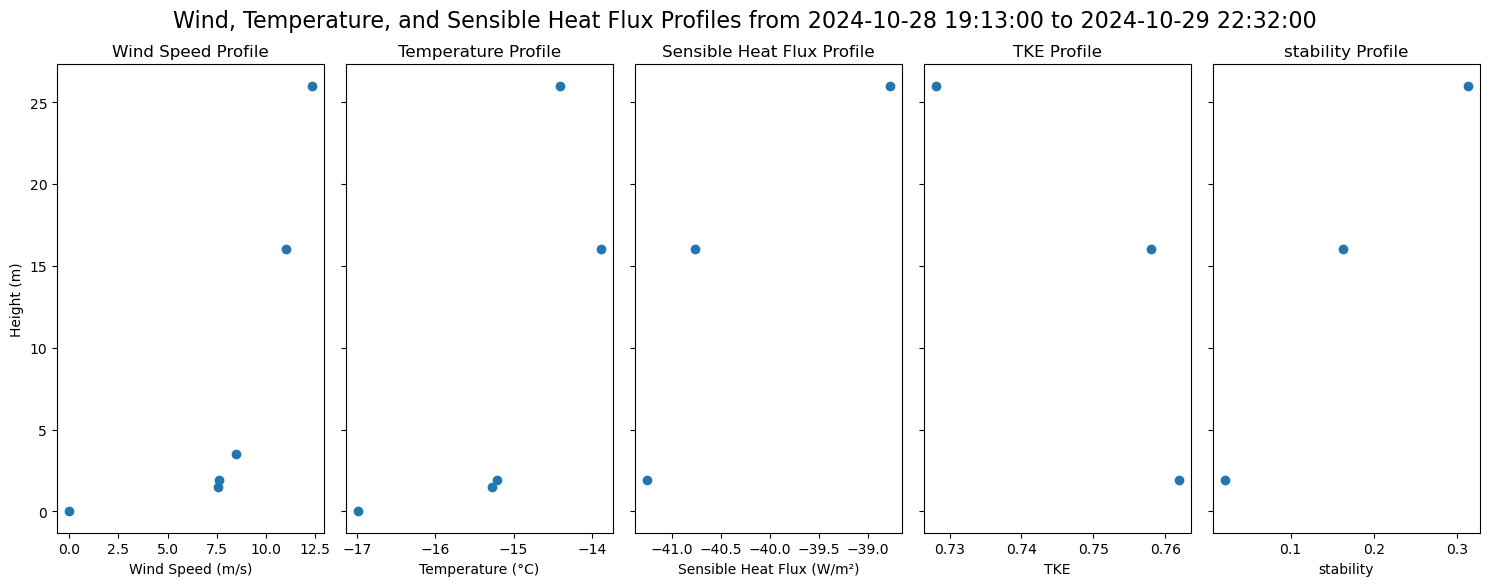 Wind, Temperature, and Sensible Heat Flux Profiles from 2024-10-28 19:13:00 to 2024-10-29 22:32:00
Wind Speed Profile
Temperature Profile
Sensible Heat Flux Profile
TKE Profile
stability Profile
Height (m)
25
20
15
10
5
0
0.0 2.5 5.0 7.5 10.0 12.5
−17 −16 −15 −14
−41.0 −40.5 −40.0 −39.5 −39.0
0.73 0.74 0.75 0.76
0.1 0.2 0.3
Wind Speed (m/s)
Temperature (°C)
Sensible Heat Flux (W/m²)
TKE
stability